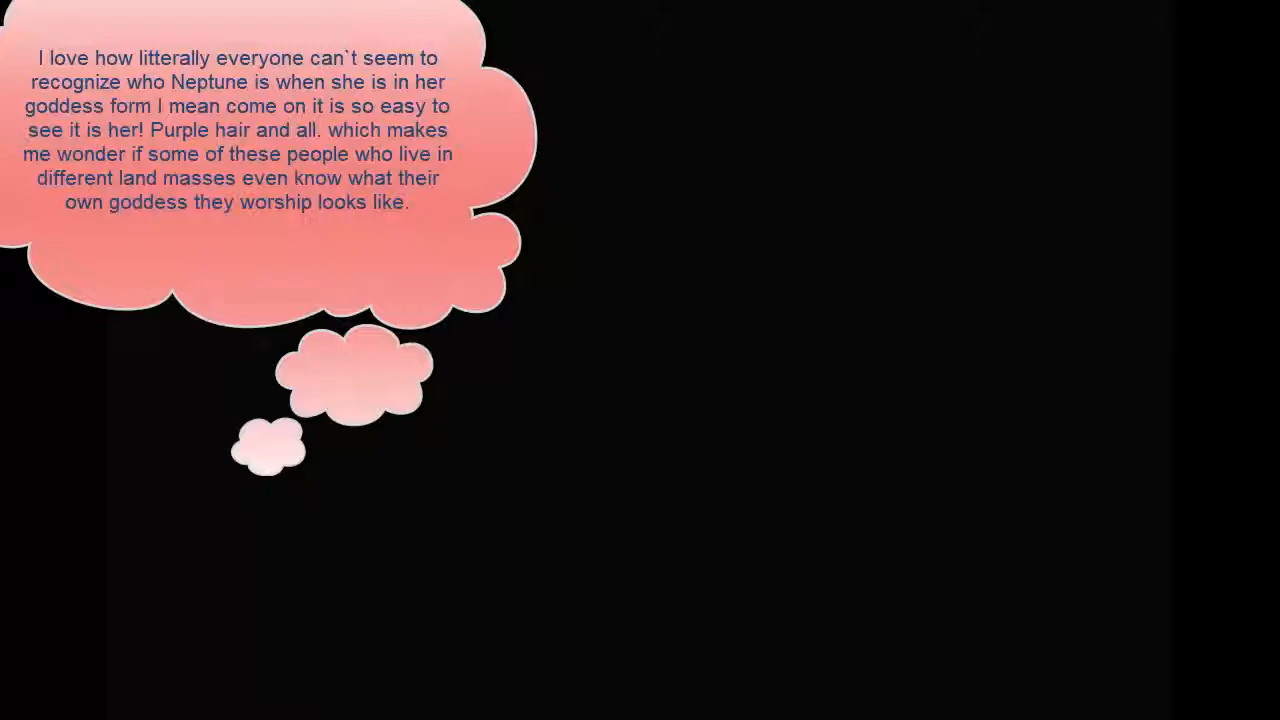 I love how litterally everyone can`t seem to
recognize who Neptune is when she is in her
goddess form I mean come on it is so easy to
see it is her! Purple hair and all. which makes
me wonder if some of these people who live in
different land masses even know what their
own goddess they worship looks like.